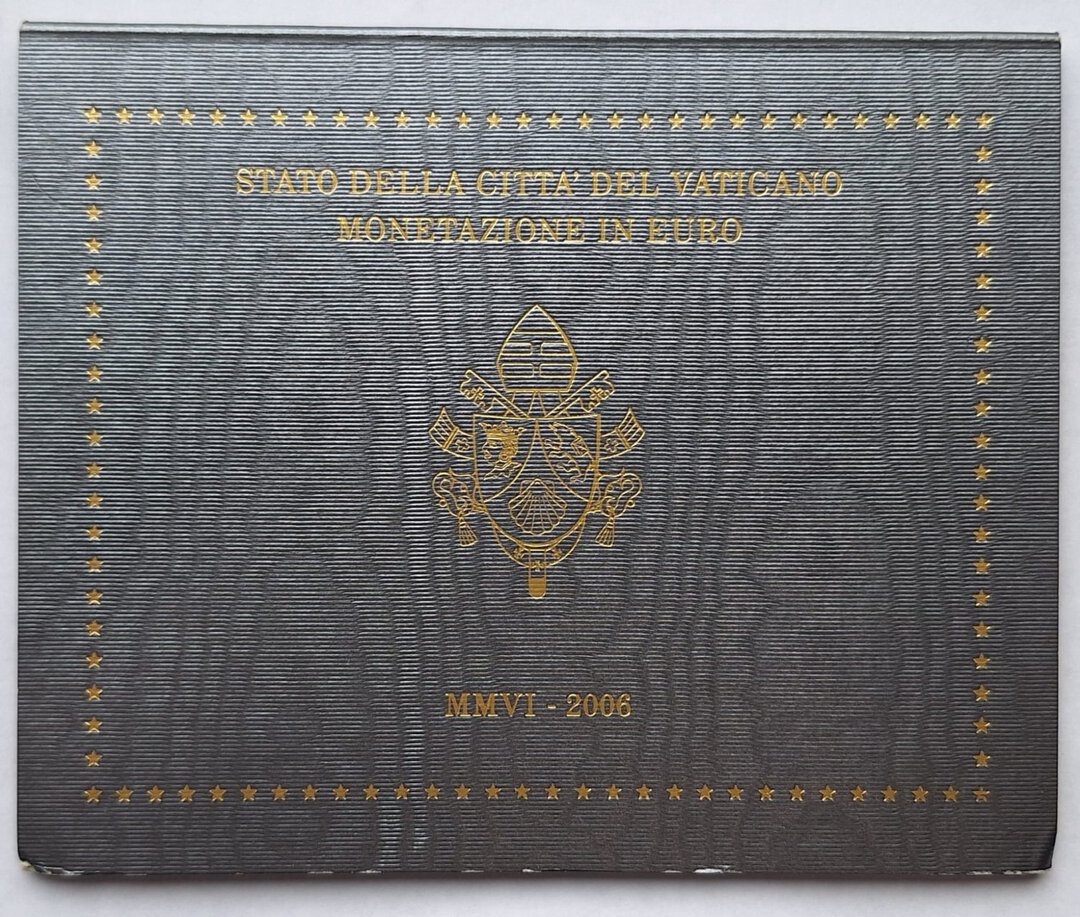 STATO DELLA CITTA' DEL VATICANO
MONETAZIONE IN EURO
MMVI - 2006